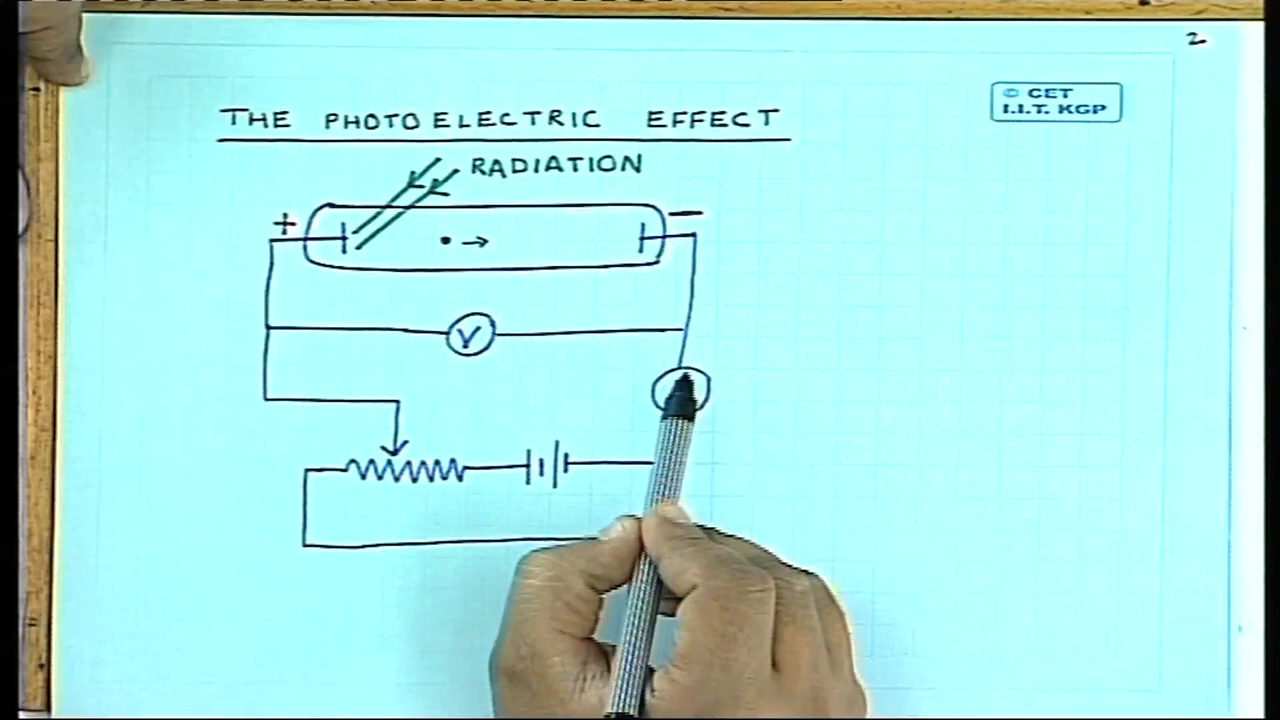 2
© CET
I.I.T. KGP
THE PHOTOELECTRIC EFFECT
RADIATION
+
−
V